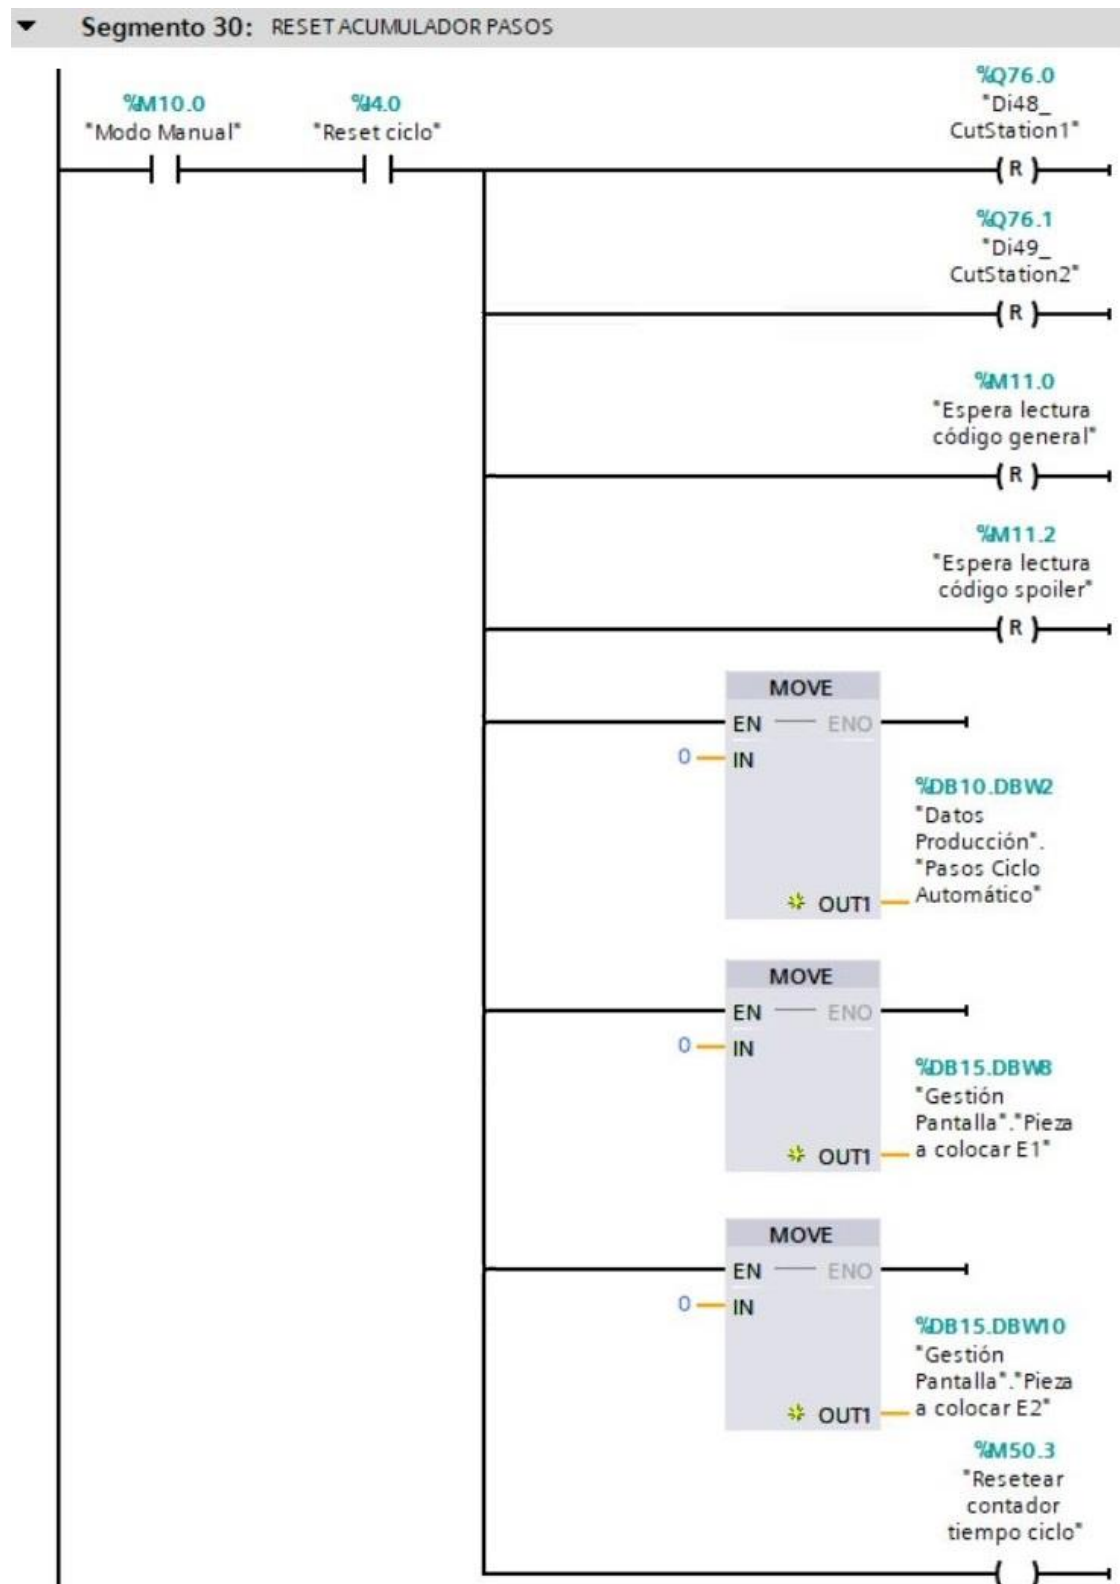 Segmento 30: RESET ACUMULADOR PASOS
%M10.0
"Modo Manual"
%I4.0
"Reset ciclo"
%Q76.0
"Di48_
CutStation1"
( R )
%Q76.1
"Di49_
CutStation2"
( R )
%M11.0
"Espera lectura
código general"
( R )
%M11.2
"Espera lectura
código spoiler"
( R )
MOVE
EN ENO
0 IN
%DB10.DBW2
"Datos
Producción".
"Pasos Ciclo
Automático"
OUT1
MOVE
EN ENO
0 IN
%DB15.DBW8
"Gestión
Pantalla"."Pieza
a colocar E1"
OUT1
MOVE
EN ENO
0 IN
%DB15.DBW10
"Gestión
Pantalla"."Pieza
a colocar E2"
OUT1
%M50.3
"Resetear
contador
tiempo ciclo"
( )